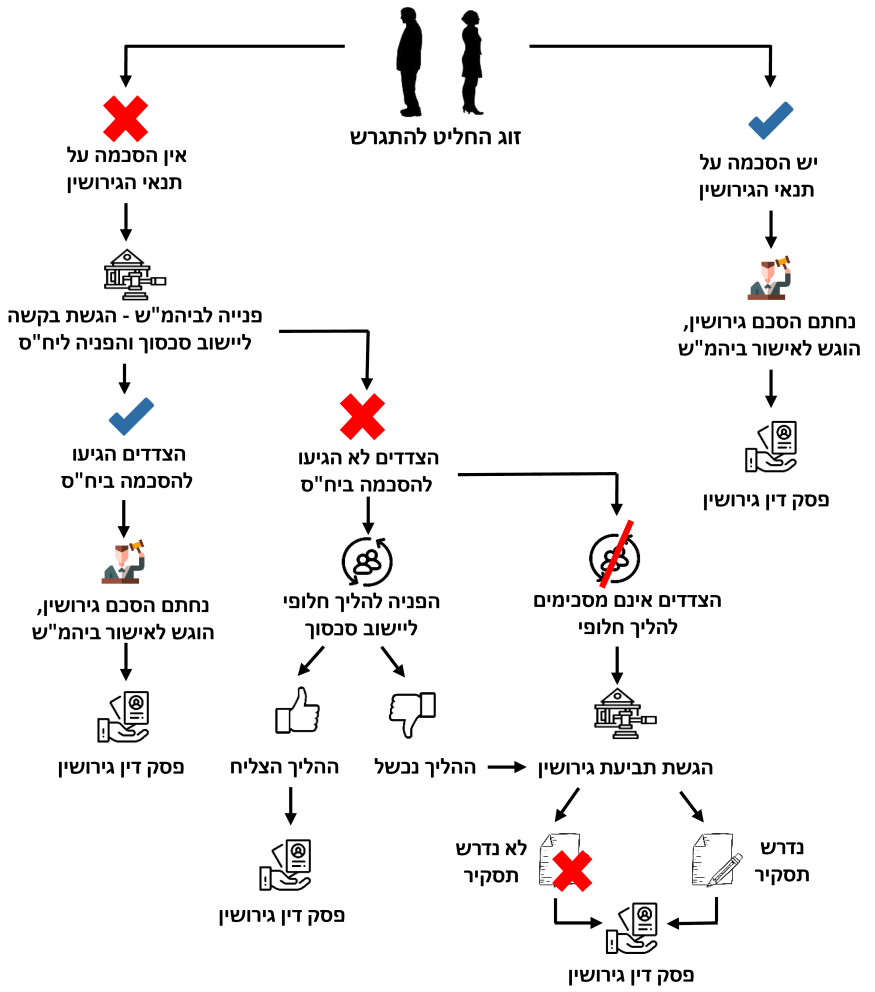 זוג החליט להתגרש
יש הסכמה על
תנאי הגירושין
נחתם הסכם גירושין,
הוגש לאישור ביהמ"ש
פסק דין גירושין
אין הסכמה על
תנאי הגירושין
פנייה לביהמ"ש - הגשת בקשה
ליישוב סכסוך והפניה ליח"ס
הצדדים הגיעו
להסכמה ביח"ס
נחתם הסכם גירושין,
הוגש לאישור ביהמ"ש
פסק דין גירושין
הצדדים לא הגיעו
להסכמה ביח"ס
הפניה להליך חלופי
ליישוב סכסוך
ההליך הצליח
פסק דין גירושין
ההליך נכשל
הצדדים אינם מסכימים
להליך חלופי
הגשת תביעת גירושין
נדרש
תסקיר
לא נדרש
תסקיר
פסק דין גירושין